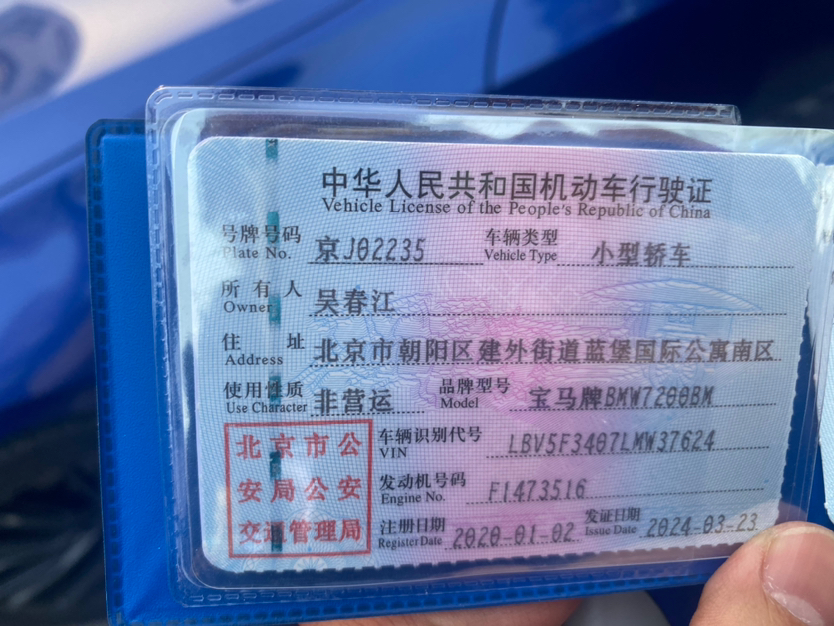 中华人民共和国机动车行驶证
Vehicle License of the People's Republic of China
号牌号码 京J02235 车辆类型 小型轿车
Plate No. Vehicle Type
所有人 吴春江
Owner
住址 北京市朝阳区建外街道蓝堡国际公寓南区
Address
使用性质 非营运 品牌型号 宝马牌BMW7200BM
Use Character Model
北京市公安局公安交通管理局
车辆识别代号 LBV5F3407LMW37624
VIN
发动机号码 F1473516
Engine No.
注册日期 2020-01-02 发证日期 2024-03-23
Register Date Issue Date